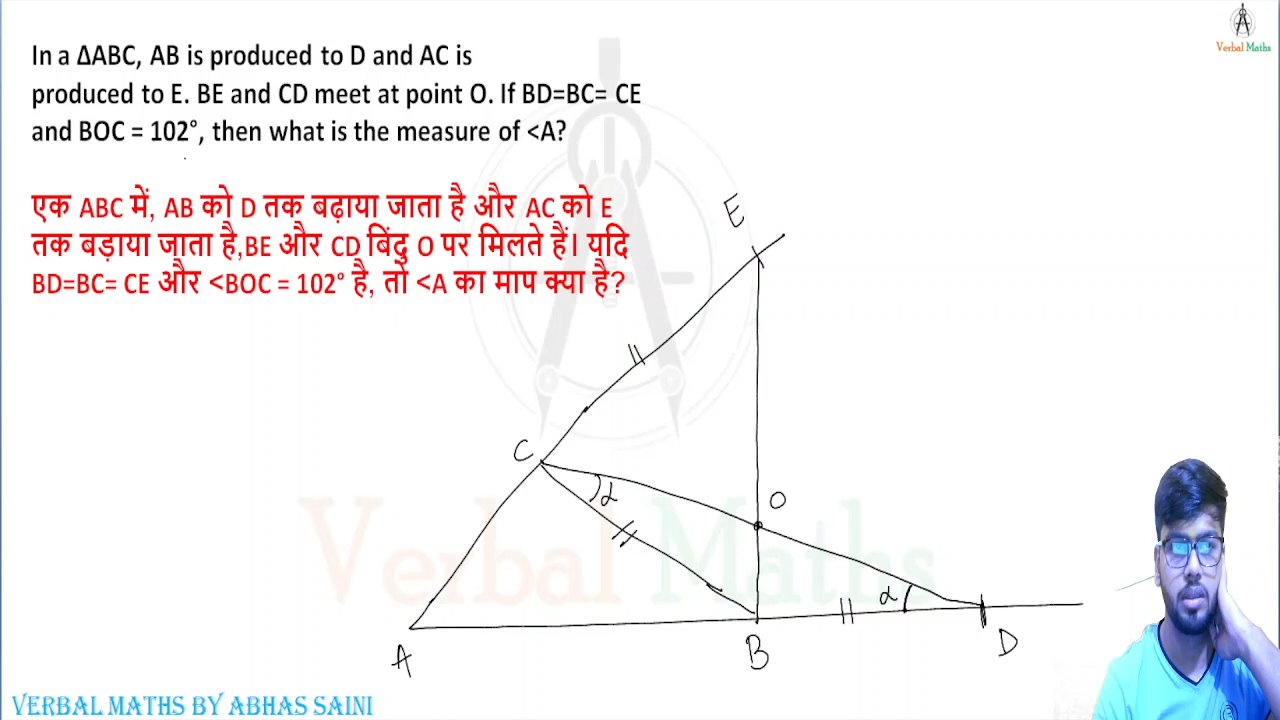 In a ΔABC, AB is produced to D and AC is
produced to E. BE and CD meet at point O. If BD=BC= CE
and BOC = 102°, then what is the measure of <A?
एक ABC में, AB को D तक बढ़ाया जाता है और AC को E
तक बड़ाया जाता है,BE और CD बिंदु O पर मिलते हैं। यदि
BD=BC= CE और <BOC = 102° है, तो <A का माप क्या है?
Verbal Maths
E
C
α
O
α
A
B
D
Verbal Maths
VERBAL MATHS BY ABHAS SAINI